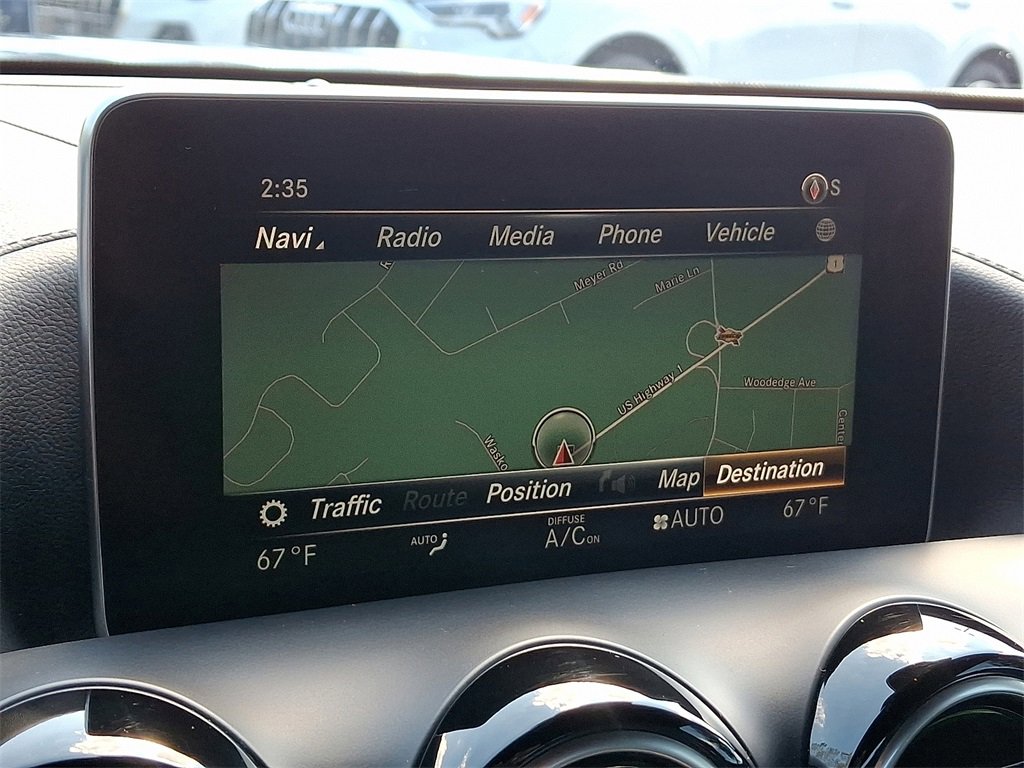 2:35 S
Navi Radio Media Phone Vehicle
Meyer Rd
Marie Ln
1
US Highway 1
Woodedge Ave
Center
Wasko
Traffic Route Position Map Destination
67°F AUTO DIFFUSE A/C ON AUTO 67°F